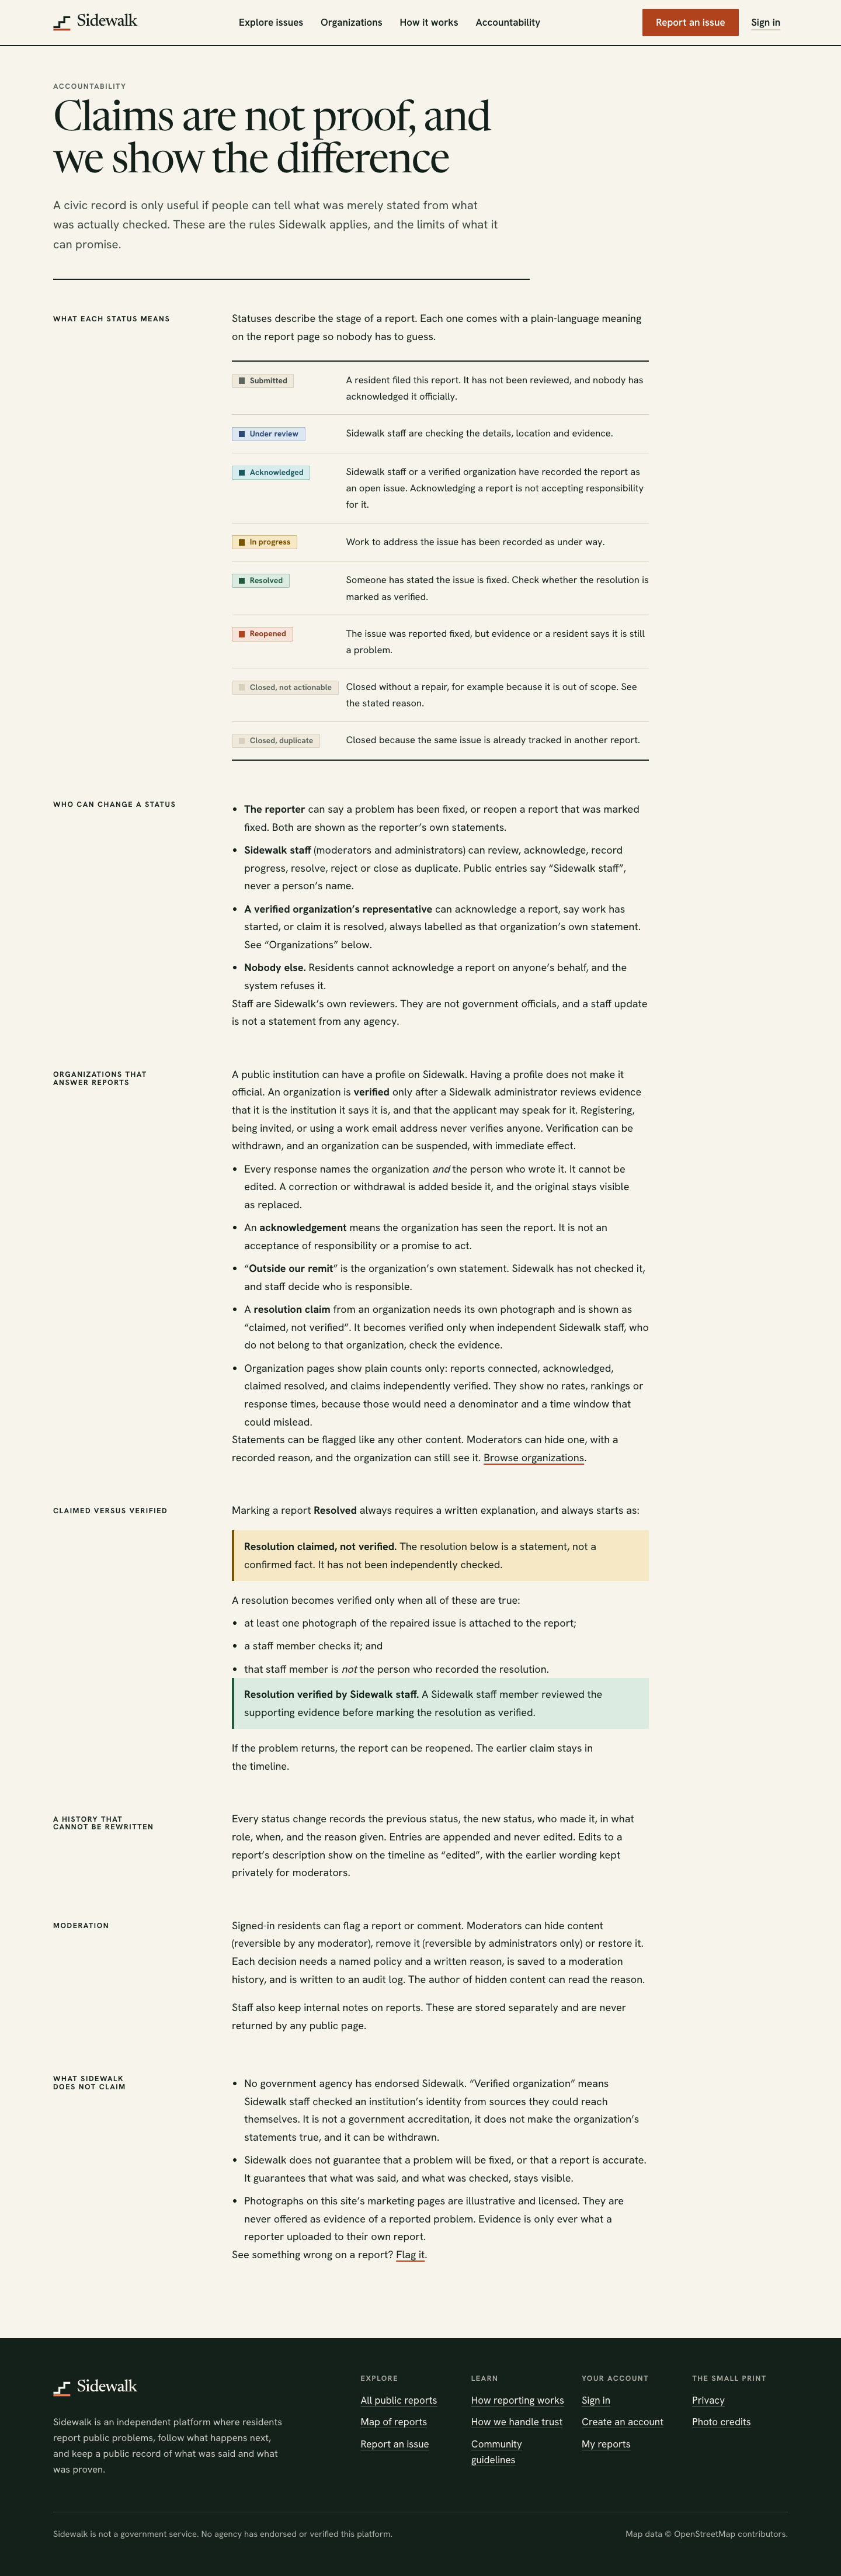 Sidewalk
Explore issues
Organizations
How it works
Accountability
Report an issue
Sign in
ACCOUNTABILITY
Claims are not proof, and
we show the difference
A civic record is only useful if people can tell what was merely stated from what
was actually checked. These are the rules Sidewalk applies, and the limits of what it
can promise.
WHAT EACH STATUS MEANS
Statuses describe the stage of a report. Each one comes with a plain-language meaning
on the report page so nobody has to guess.
Submitted
A resident filed this report. It has not been reviewed, and nobody has
acknowledged it officially.
Under review
Sidewalk staff are checking the details, location and evidence.
Acknowledged
Sidewalk staff or a verified organization have recorded the report as
an open issue. Acknowledging a report is not accepting responsibility
for it.
In progress
Work to address the issue has been recorded as under way.
Resolved
Someone has stated the issue is fixed. Check whether the resolution is
marked as verified.
Reopened
The issue was reported fixed, but evidence or a resident says it is still
a problem.
Closed, not actionable
Closed without a repair, for example because it is out of scope. See
the stated reason.
Closed, duplicate
Closed because the same issue is already tracked in another report.
WHO CAN CHANGE A STATUS
• The reporter can say a problem has been fixed, or reopen a report that was marked
fixed. Both are shown as the reporter’s own statements.
• Sidewalk staff (moderators and administrators) can review, acknowledge, record
progress, resolve, reject or close as duplicate. Public entries say “Sidewalk staff”,
never a person’s name.
• A verified organization’s representative can acknowledge a report, say work has
started, or claim it is resolved, always labelled as that organization’s own statement.
See “Organizations” below.
• Nobody else. Residents cannot acknowledge a report on anyone’s behalf, and the
system refuses it.
Staff are Sidewalk’s own reviewers. They are not government officials, and a staff update
is not a statement from any agency.
ORGANIZATIONS THAT
ANSWER REPORTS
A public institution can have a profile on Sidewalk. Having a profile does not make it
official. An organization is verified only after a Sidewalk administrator reviews evidence
that it is the institution it says it is, and that the applicant may speak for it. Registering,
being invited, or using a work email address never verifies anyone. Verification can be
withdrawn, and an organization can be suspended, with immediate effect.
• Every response names the organization and the person who wrote it. It cannot be
edited. A correction or withdrawal is added beside it, and the original stays visible
as replaced.
• An acknowledgement means the organization has seen the report. It is not an
acceptance of responsibility or a promise to act.
• “Outside our remit” is the organization’s own statement. Sidewalk has not checked it,
and staff decide who is responsible.
• A resolution claim from an organization needs its own photograph and is shown as
“claimed, not verified”. It becomes verified only when independent Sidewalk staff, who
do not belong to that organization, check the evidence.
• Organization pages show plain counts only: reports connected, acknowledged,
claimed resolved, and claims independently verified. They show no rates, rankings or
response times, because those would need a denominator and a time window that
could mislead.
Statements can be flagged like any other content. Moderators can hide one, with a
recorded reason, and the organization can still see it. Browse organizations.
CLAIMED VERSUS VERIFIED
Marking a report Resolved always requires a written explanation, and always starts as:
Resolution claimed, not verified. The resolution below is a statement, not a
confirmed fact. It has not been independently checked.
A resolution becomes verified only when all of these are true:
• at least one photograph of the repaired issue is attached to the report;
• a staff member checks it; and
• that staff member is not the person who recorded the resolution.
Resolution verified by Sidewalk staff. A Sidewalk staff member reviewed the
supporting evidence before marking the resolution as verified.
If the problem returns, the report can be reopened. The earlier claim stays in
the timeline.
A HISTORY THAT
CANNOT BE REWRITTEN
Every status change records the previous status, the new status, who made it, in what
role, when, and the reason given. Entries are appended and never edited. Edits to a
report’s description show on the timeline as “edited”, with the earlier wording kept
privately for moderators.
MODERATION
Signed-in residents can flag a report or comment. Moderators can hide content
(reversible by any moderator), remove it (reversible by administrators only) or restore it.
Each decision needs a named policy and a written reason, is saved to a moderation
history, and is written to an audit log. The author of hidden content can read the reason.
Staff also keep internal notes on reports. These are stored separately and are never
returned by any public page.
WHAT SIDEWALK
DOES NOT CLAIM
• No government agency has endorsed Sidewalk. “Verified organization” means
Sidewalk staff checked an institution’s identity from sources they could reach
themselves. It is not a government accreditation, it does not make the organization’s
statements true, and it can be withdrawn.
• Sidewalk does not guarantee that a problem will be fixed, or that a report is accurate.
It guarantees that what was said, and what was checked, stays visible.
• Photographs on this site’s marketing pages are illustrative and licensed. They are
never offered as evidence of a reported problem. Evidence is only ever what a
reporter uploaded to their own report.
See something wrong on a report? Flag it.
Sidewalk
Sidewalk is an independent platform where residents
report public problems, follow what happens next,
and keep a public record of what was said and what
was proven.
EXPLORE
All public reports
Map of reports
Report an issue
LEARN
How reporting works
How we handle trust
Community
guidelines
YOUR ACCOUNT
Sign in
Create an account
My reports
THE SMALL PRINT
Privacy
Photo credits
Sidewalk is not a government service. No agency has endorsed or verified this platform.
Map data © OpenStreetMap contributors.